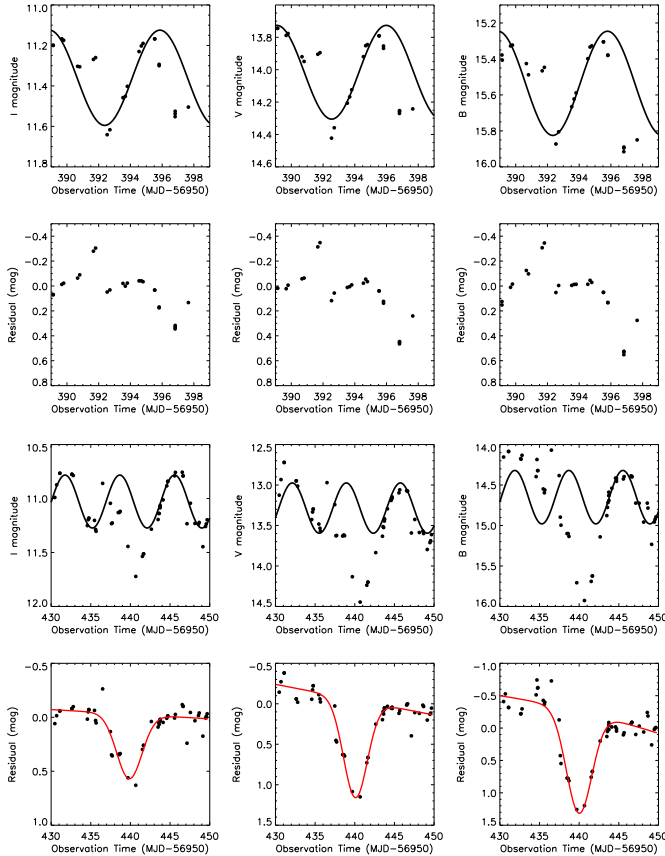 I magnitude
11.0
11.2
11.4
11.6
11.8
390 392 394 396 398
Observation Time (MJD-56950)
V magnitude
13.6
13.8
14.0
14.2
14.4
14.6
390 392 394 396 398
Observation Time (MJD-56950)
B magnitude
15.2
15.4
15.6
15.8
16.0
390 392 394 396 398
Observation Time (MJD-56950)
Residual (mag)
-0.4
-0.2
0.0
0.2
0.4
0.6
0.8
390 392 394 396 398
Observation Time (MJD-56950)
Residual (mag)
-0.4
-0.2
0.0
0.2
0.4
0.6
0.8
390 392 394 396 398
Observation Time (MJD-56950)
Residual (mag)
-0.4
-0.2
0.0
0.2
0.4
0.6
0.8
390 392 394 396 398
Observation Time (MJD-56950)
I magnitude
10.5
11.0
11.5
12.0
430 435 440 445 450
Observation Time (MJD-56950)
V magnitude
12.5
13.0
13.5
14.0
14.5
430 435 440 445 450
Observation Time (MJD-56950)
B magnitude
14.0
14.5
15.0
15.5
16.0
430 435 440 445 450
Observation Time (MJD-56950)
Residual (mag)
-0.5
0.0
0.5
1.0
430 435 440 445 450
Observation Time (MJD-56950)
Residual (mag)
-0.5
0.0
0.5
1.0
1.5
430 435 440 445 450
Observation Time (MJD-56950)
Residual (mag)
-1.0
-0.5
0.0
0.5
1.0
1.5
430 435 440 445 450
Observation Time (MJD-56950)